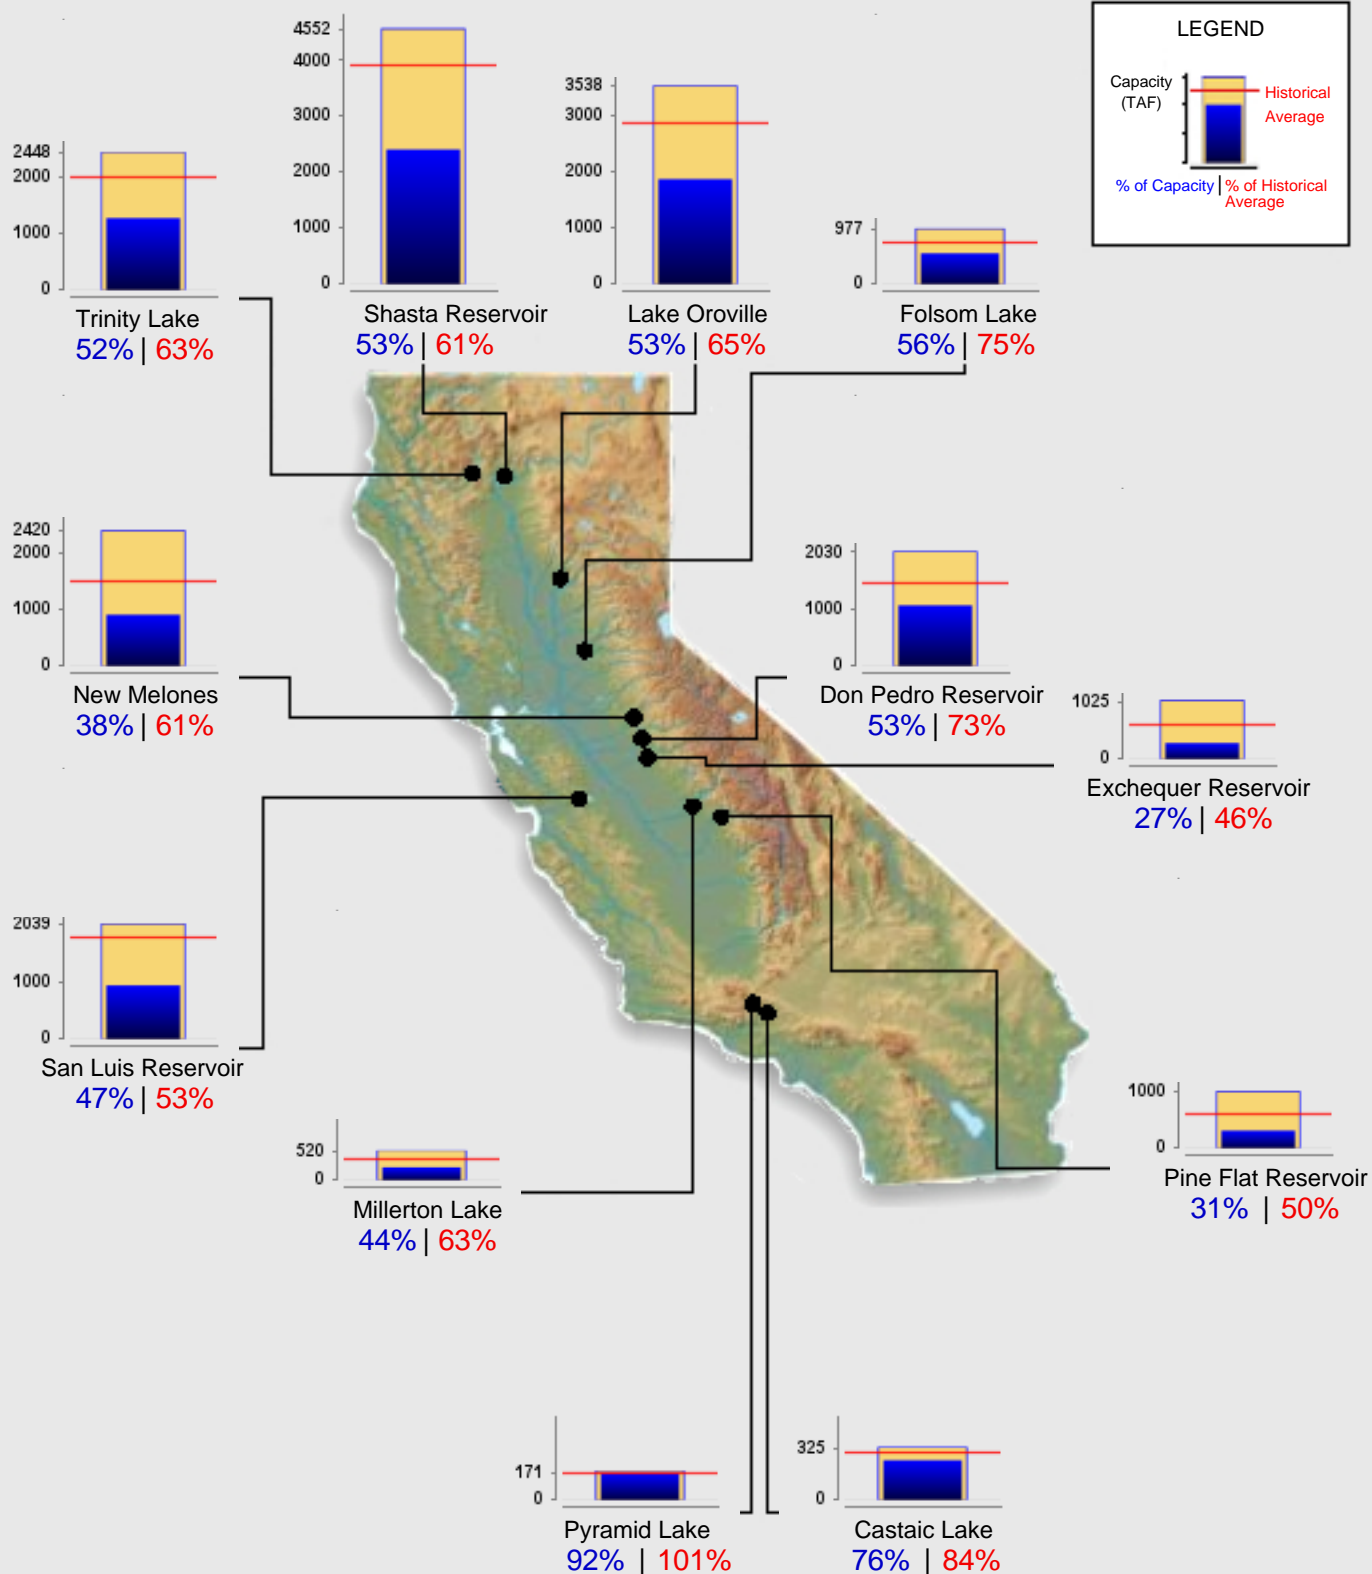 LEGEND
Capacity
(TAF)
Historical
Average
% of Capacity | % of Historical
Average
4552
4000
3000
2000
1000
0
Shasta Reservoir
53% | 61%
3538
3000
2000
1000
0
Lake Oroville
53% | 65%
2448
2000
1000
0
Trinity Lake
52% | 63%
977
0
Folsom Lake
56% | 75%
2420
2000
1000
0
New Melones
38% | 61%
2030
1000
0
Don Pedro Reservoir
53% | 73%
1025
0
Exchequer Reservoir
27% | 46%
2039
1000
0
San Luis Reservoir
47% | 53%
520
0
Millerton Lake
44% | 63%
1000
0
Pine Flat Reservoir
31% | 50%
171
0
Pyramid Lake
92% | 101%
325
0
Castaic Lake
76% | 84%